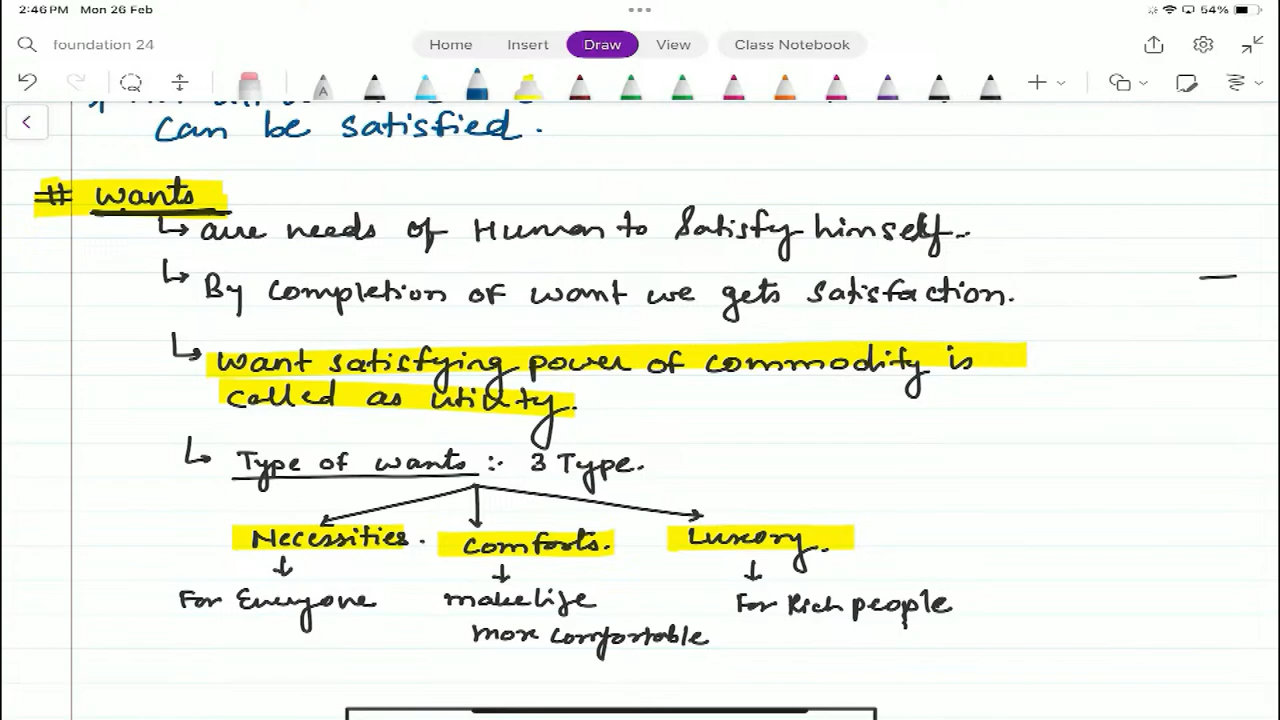 2:46 PM Mon 26 Feb
54%
foundation 24
Home Insert Draw View Class Notebook
can be satisfied.
# Wants
↳ are needs of Human to Satisfy himself.
↳ By completion of want we gets satisfaction.
↳ want satisfying power of commodity is
called as utility.
↳ Type of wants :- 3 Type.
Necessities. Comforts. Luxory.
↓ ↓ ↓
For Everyone make life For Rich people
more comfortable